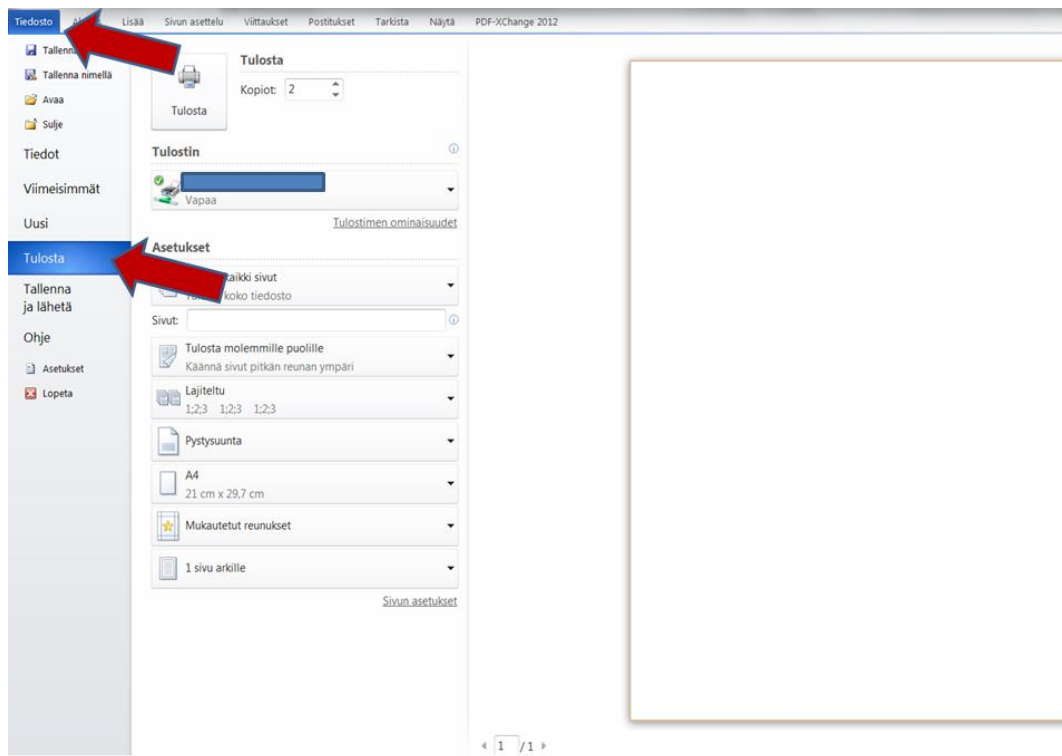 Tiedosto Lisää Sivun asettelu Viittaukset Postitukset Tarkista Näytä PDF-XChange 2012
Tallenna nimellä
Avaa
Sulje
Tiedot
Viimeisimmät
Uusi
Tulosta
Tallenna
ja lähetä
Ohje
Asetukset
Lopeta
Tulosta
Tulosta
Kopiot: 2
Tulostin
Vapaa
Tulostimen ominaisuudet
Asetukset
kaikki sivut
koko tiedosto
Sivut:
Tulosta molemmille puolille
Käännä sivut pitkän reunan ympäri
Lajiteltu
1;2;3 1;2;3 1;2;3
Pystysuunta
A4
21 cm x 29,7 cm
Mukautetut reunukset
1 sivu arkille
Sivun asetukset
1 /1